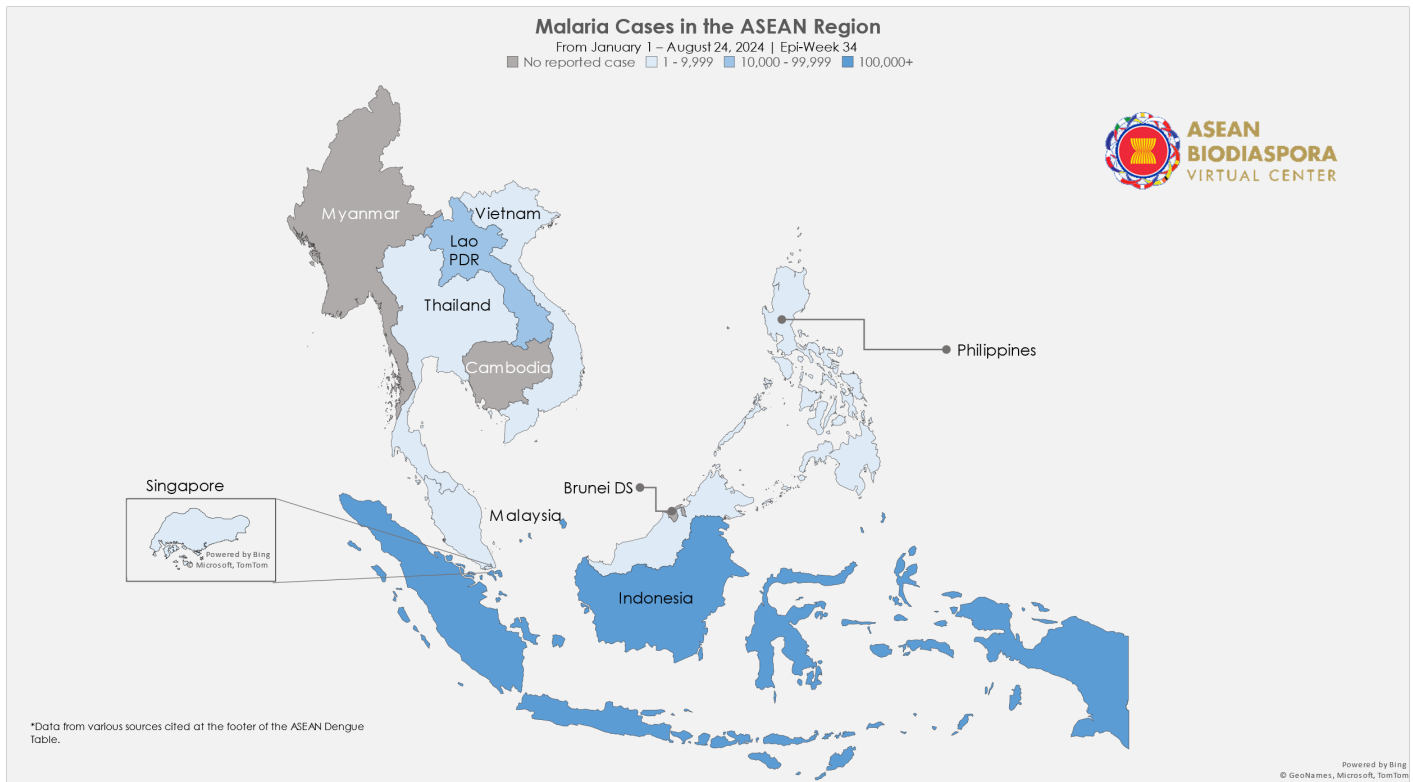 Malaria Cases in the ASEAN Region
From January 1 – August 24, 2024 | Epi-Week 34
No reported case 1 - 9,999 10,000 - 99,999 100,000+
ASEAN
BIODIASPORA
VIRTUAL CENTER
Myanmar
Vietnam
Lao
PDR
Thailand
Cambodia
Philippines
Singapore
Brunei DS
Malaysia
Powered by Bing
© Microsoft, TomTom
Indonesia
*Data from various sources cited at the footer of the ASEAN Dengue
Table.
Powered by Bing
© GeoNames, Microsoft, TomTom